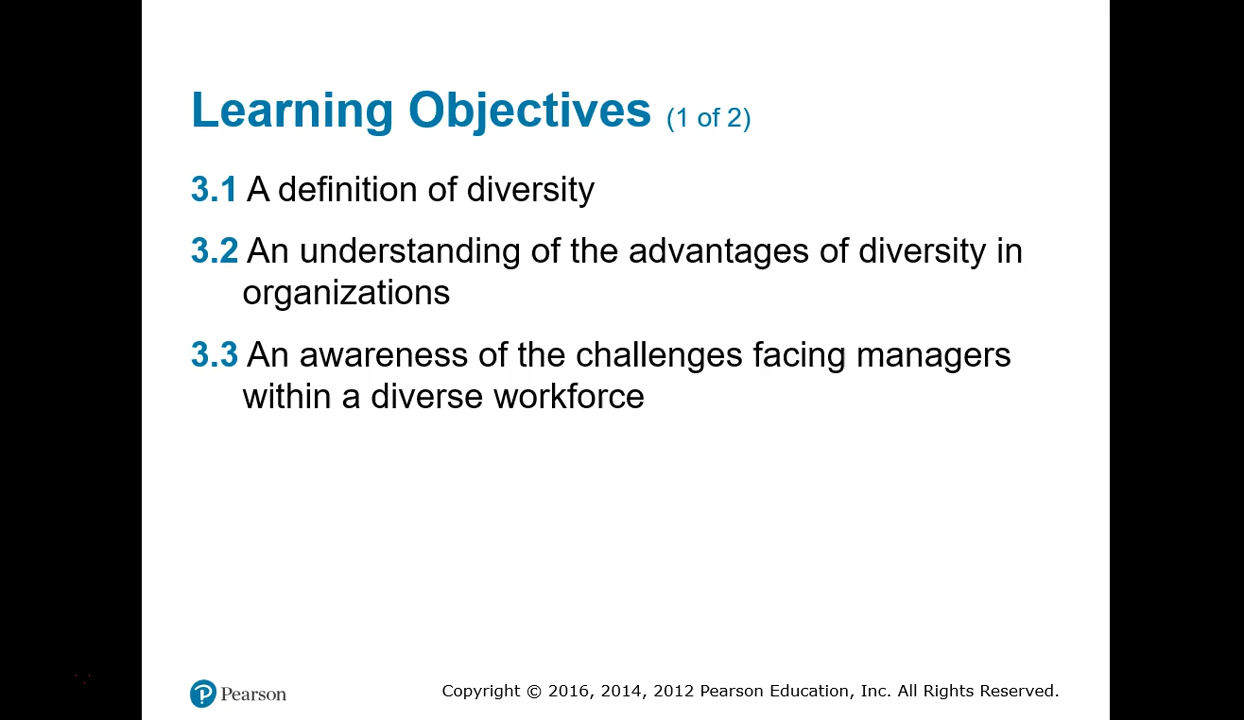 Learning Objectives (1 of 2)
3.1 A definition of diversity
3.2 An understanding of the advantages of diversity in
organizations
3.3 An awareness of the challenges facing managers
within a diverse workforce
Pearson
Copyright © 2016, 2014, 2012 Pearson Education, Inc. All Rights Reserved.